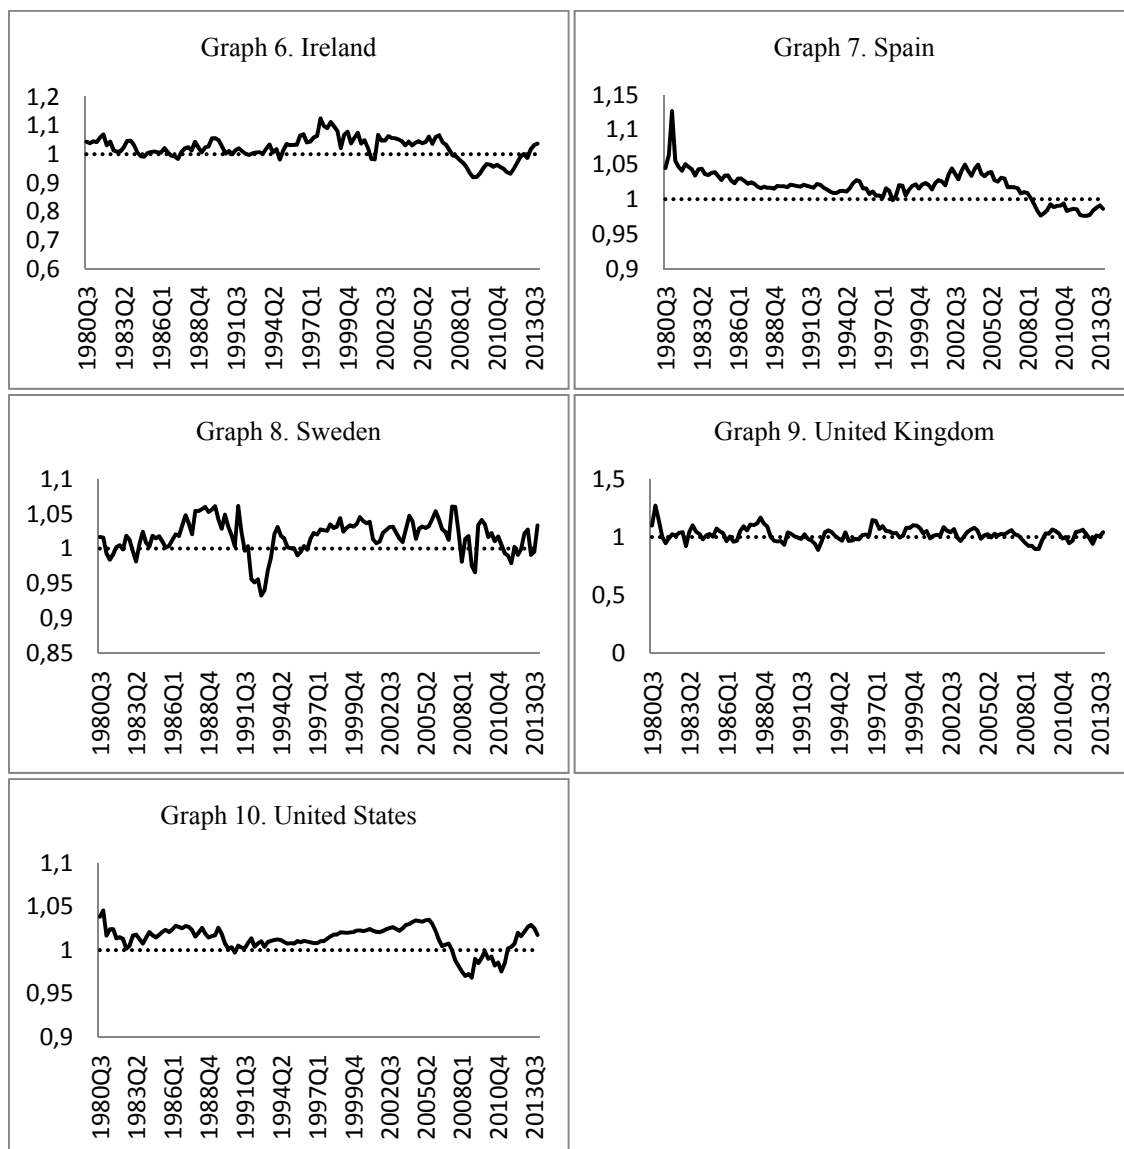 Graph 6. Ireland
1,2
1,1
1
0,9
0,8
0,7
0,6
1980Q3
1983Q2
1986Q1
1988Q4
1991Q3
1994Q2
1997Q1
1999Q4
2002Q3
2005Q2
2008Q1
2010Q4
2013Q3
Graph 7. Spain
1,15
1,1
1,05
1
0,95
0,9
1980Q3
1983Q2
1986Q1
1988Q4
1991Q3
1994Q2
1997Q1
1999Q4
2002Q3
2005Q2
2008Q1
2010Q4
2013Q3
Graph 8. Sweden
1,1
1,05
1
0,95
0,9
0,85
1980Q3
1983Q2
1986Q1
1988Q4
1991Q3
1994Q2
1997Q1
1999Q4
2002Q3
2005Q2
2008Q1
2010Q4
2013Q3
Graph 9. United Kingdom
1,5
1
0,5
0
1980Q3
1983Q2
1986Q1
1988Q4
1991Q3
1994Q2
1997Q1
1999Q4
2002Q3
2005Q2
2008Q1
2010Q4
2013Q3
Graph 10. United States
1,1
1,05
1
0,95
0,9
1980Q3
1983Q2
1986Q1
1988Q4
1991Q3
1994Q2
1997Q1
1999Q4
2002Q3
2005Q2
2008Q1
2010Q4
2013Q3